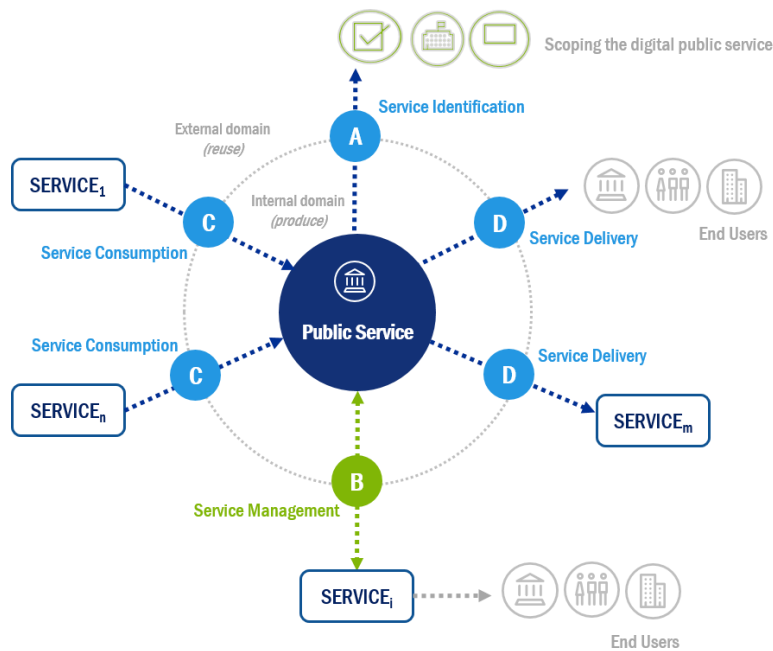 Scoping the digital public service
Service Identification
A
External domain
(reuse)
SERVICE1
Internal domain
(produce)
C
D
Service Consumption
Service Delivery
End Users
Public Service
Service Consumption
Service Delivery
C
D
SERVICEn
SERVICEm
B
Service Management
SERVICEi
End Users